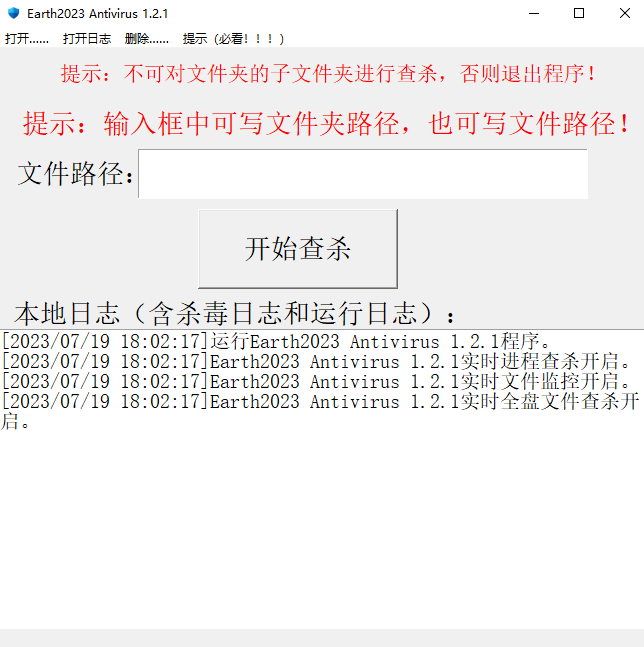 Earth2023 Antivirus 1.2.1
打开...... 打开日志 删除...... 提示（必看！！！）
提示：不可对文件夹的子文件夹进行查杀，否则退出程序！
提示：输入框中可写文件夹路径，也可写文件路径！
文件路径：
开始查杀
本地日志（含杀毒日志和运行日志）：
[2023/07/19 18:02:17]运行Earth2023 Antivirus 1.2.1程序。
[2023/07/19 18:02:17]Earth2023 Antivirus 1.2.1实时进程查杀开启。
[2023/07/19 18:02:17]Earth2023 Antivirus 1.2.1实时文件监控开启。
[2023/07/19 18:02:17]Earth2023 Antivirus 1.2.1实时全盘文件查杀开
启。